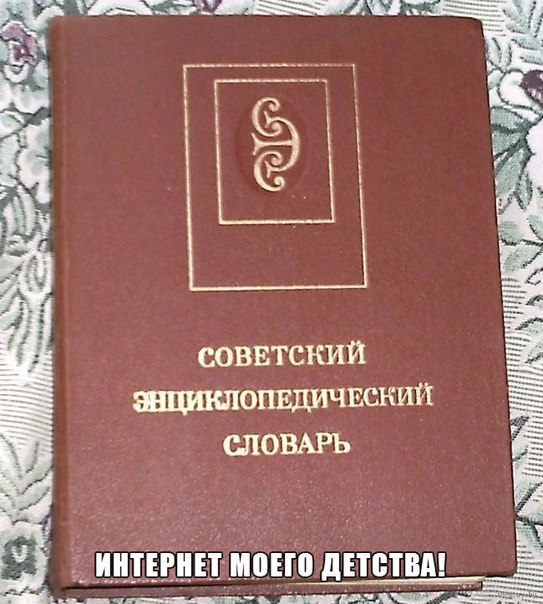 СОВЕТСКИЙ
ЭНЦИКЛОПЕДИЧЕСКИЙ
СЛОВАРЬ
ИНТЕРНЕТ МОЕГО ДЕТСТВА!